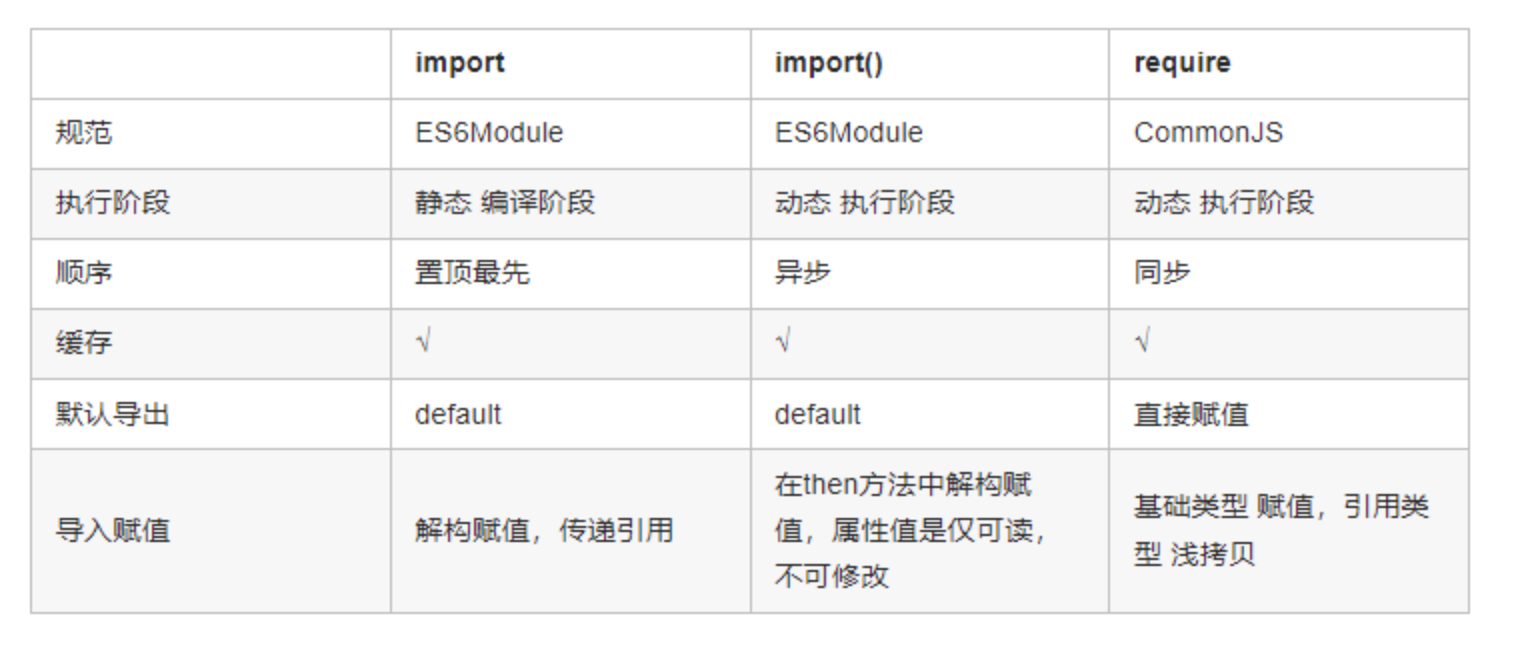 import import() require
规范 ES6Module ES6Module CommonJS
执行阶段 静态 编译阶段 动态 执行阶段 动态 执行阶段
顺序 置顶最先 异步 同步
缓存 √ √ √
默认导出 default default 直接赋值
导入赋值
解构赋值，传递引用
在then方法中解构赋
值，属性值是仅可读，
不可修改
基础类型 赋值，引用类
型 浅拷贝